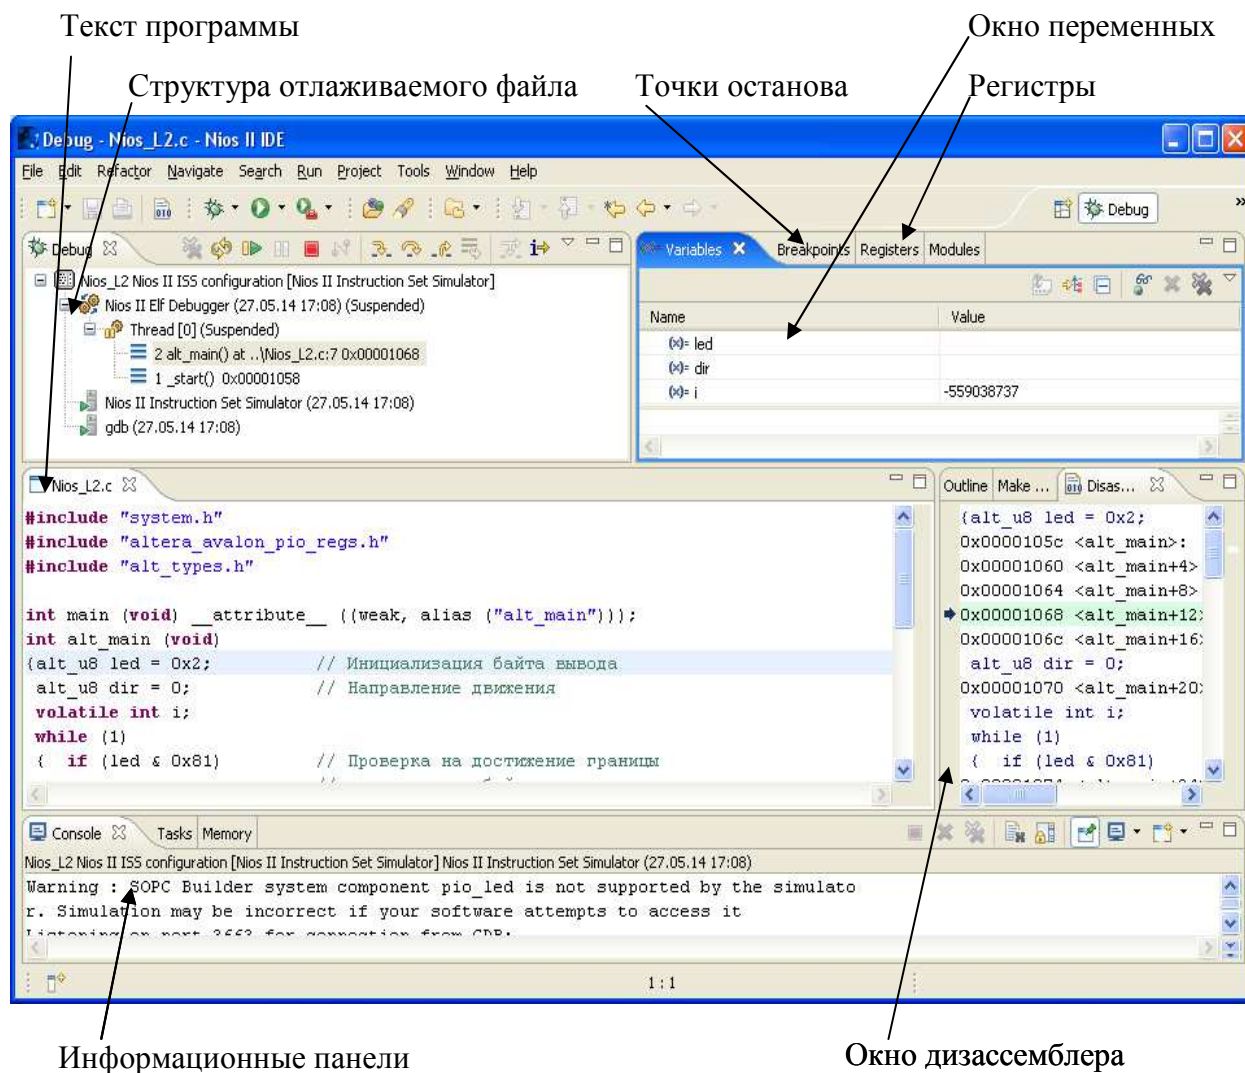 Текст программы
Окно переменных
Структура отлаживаемого файла
Точки останова
Регистры
Debug - Nios_L2.c - Nios II IDE
File Edit Refactor Navigate Search Run Project Tools Window Help
Debug
Debug
Nios_L2 Nios II ISS configuration [Nios II Instruction Set Simulator]
Nios II Elf Debugger (27.05.14 17:08) (Suspended)
Thread [0] (Suspended)
2 alt_main() at ..\Nios_L2.c:7 0x00001068
1 _start() 0x00001058
Nios II Instruction Set Simulator (27.05.14 17:08)
gdb (27.05.14 17:08)
Variables Breakpoints Registers Modules
Name Value
(x)= led
(x)= dir
(x)= i -559038737
Nios_L2.c
#include "system.h"
#include "altera_avalon_pio_regs.h"
#include "alt_types.h"
int main (void) __attribute__ ((weak, alias ("alt_main")));
int alt_main (void)
{alt_u8 led = 0x2; // Инициализация байта вывода
alt_u8 dir = 0; // Направление движения
volatile int i;
while (1)
{ if (led & 0x81) // Проверка на достижение границы
Outline Make ... Disas...
{alt_u8 led = 0x2;
0x0000105c <alt_main>:
0x00001060 <alt_main+4>
0x00001064 <alt_main+8>
0x00001068 <alt_main+12>
0x0000106c <alt_main+16>
alt_u8 dir = 0;
0x00001070 <alt_main+20>
volatile int i;
while (1)
{ if (led & 0x81)
Console Tasks Memory
Nios_L2 Nios II ISS configuration [Nios II Instruction Set Simulator] Nios II Instruction Set Simulator (27.05.14 17:08)
Warning : SOPC Builder system component pio_led is not supported by the simulato
r. Simulation may be incorrect if your software attempts to access it
Listening on port 3663 for connection from GDB:
1 : 1
Информационные панели
Окно дизассемблера